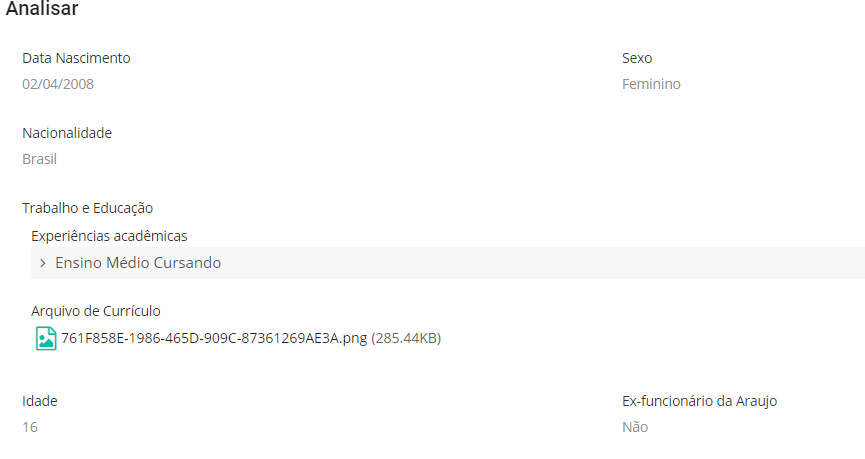 Analisar
Data Nascimento
Sexo
02/04/2008
Feminino
Nacionalidade
Brasil
Trabalho e Educação
Experiências acadêmicas
Ensino Médio Cursando
Arquivo de Currículo
761F858E-1986-465D-909C-87361269AE3A.png (285.44KB)
Idade
Ex-funcionário da Araujo
16
Não